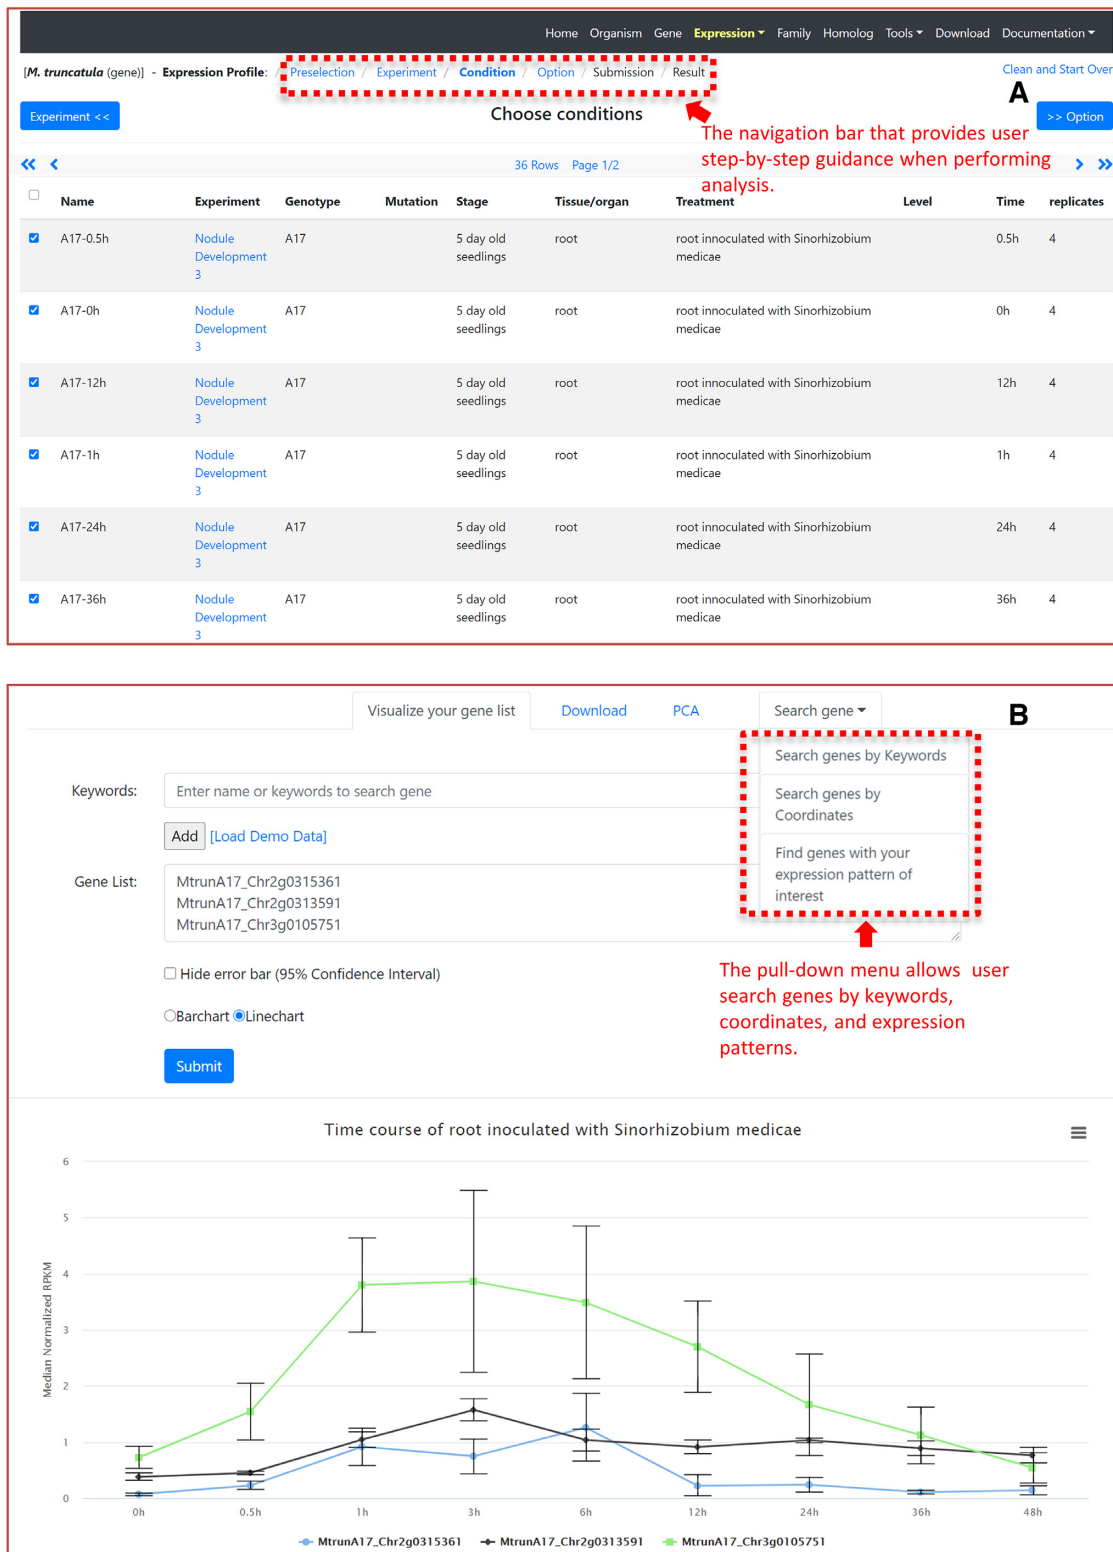 Home Organism Gene Expression Family Homolog Tools Download Documentation
[M. truncatula (gene)] - Expression Profile: / Preselection / Experiment / Condition / Option / Submission / Result
Clean and Start Over
A
Experiment <<
Choose conditions
>> Option
The navigation bar that provides user
step-by-step guidance when performing
analysis.
36 Rows Page 1/2
Name Experiment Genotype Mutation Stage Tissue/organ Treatment Level Time replicates
A17-0.5h Nodule A17 5 day old root root innoculated with Sinorhizobium 0.5h 4
Development seedlings medicae
3
A17-0h Nodule A17 5 day old root root innoculated with Sinorhizobium 0h 4
Development seedlings medicae
3
A17-12h Nodule A17 5 day old root root innoculated with Sinorhizobium 12h 4
Development seedlings medicae
3
A17-1h Nodule A17 5 day old root root innoculated with Sinorhizobium 1h 4
Development seedlings medicae
3
A17-24h Nodule A17 5 day old root root innoculated with Sinorhizobium 24h 4
Development seedlings medicae
3
A17-36h Nodule A17 5 day old root root innoculated with Sinorhizobium 36h 4
Development seedlings medicae
3
Visualize your gene list Download PCA Search gene
B
Search genes by Keywords
Search genes by
Coordinates
Find genes with your
expression pattern of
interest
Keywords: Enter name or keywords to search gene
Add [Load Demo Data]
Gene List: MtrunA17_Chr2g0315361
MtrunA17_Chr2g0313591
MtrunA17_Chr3g0105751
The pull-down menu allows user
search genes by keywords,
coordinates, and expression
patterns.
Hide error bar (95% Confidence Interval)
Barchart Linechart
Submit
Time course of root inoculated with Sinorhizobium medicae
Median Normalized RPKM
6
5
4
3
2
1
0
0h 0.5h 1h 3h 6h 12h 24h 36h 48h
MtrunA17_Chr2g0315361 MtrunA17_Chr2g0313591 MtrunA17_Chr3g0105751